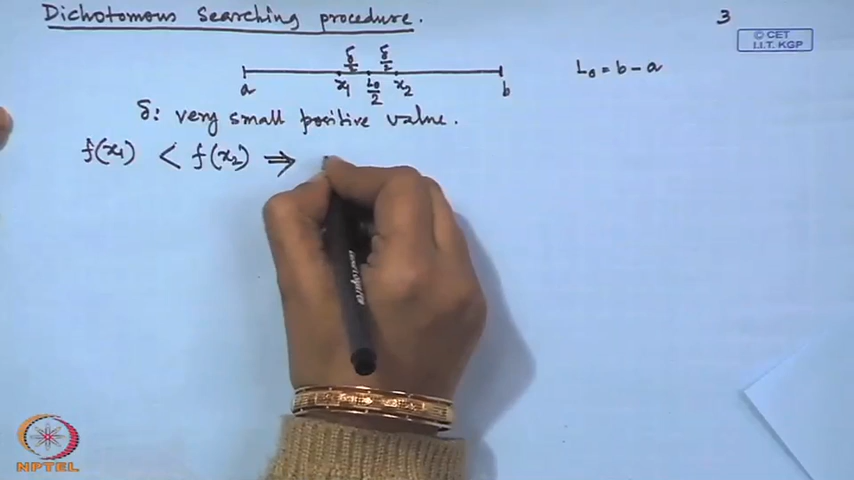 Dichotomous Searching procedure.
3
© CET
I.I.T. KGP
δ/2 δ/2
a x₁ L₀/2 x₂ b
L₀ = b - a
δ: very small positive value.
f(x₁) < f(x₂) ⇒
NPTEL